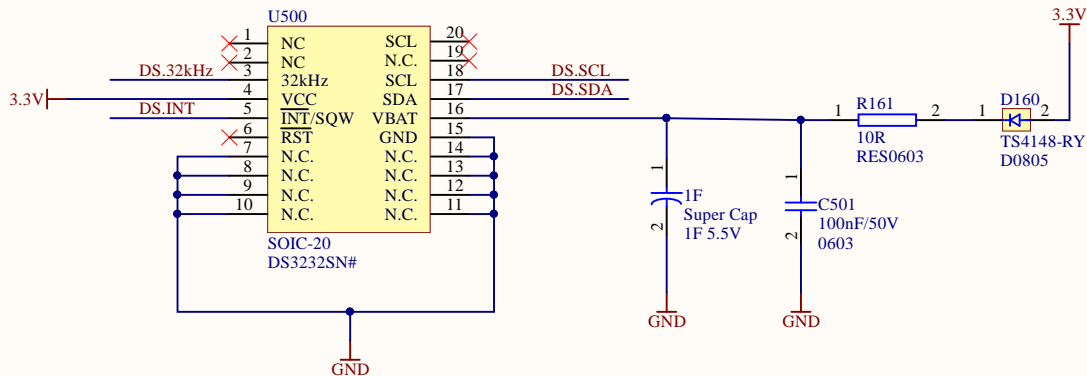 U500
1 NC SCL 20
2 NC N.C. 19
DS.32kHz 3 32kHz SCL 18 DS.SCL
3.3V 4 VCC SDA 17 DS.SDA
DS.INT 5 INT/SQW VBAT 16
6 RST GND 15
7 N.C. N.C. 14
8 N.C. N.C. 13
9 N.C. N.C. 12
10 N.C. N.C. 11
SOIC-20
DS3232SN#
GND
1
1F
Super Cap
1F 5.5V
2
GND
1
C501
100nF/50V
0603
2
GND
R161
1 2
10R
RES0603
3.3V
D160
1 2
TS4148-RY
D0805